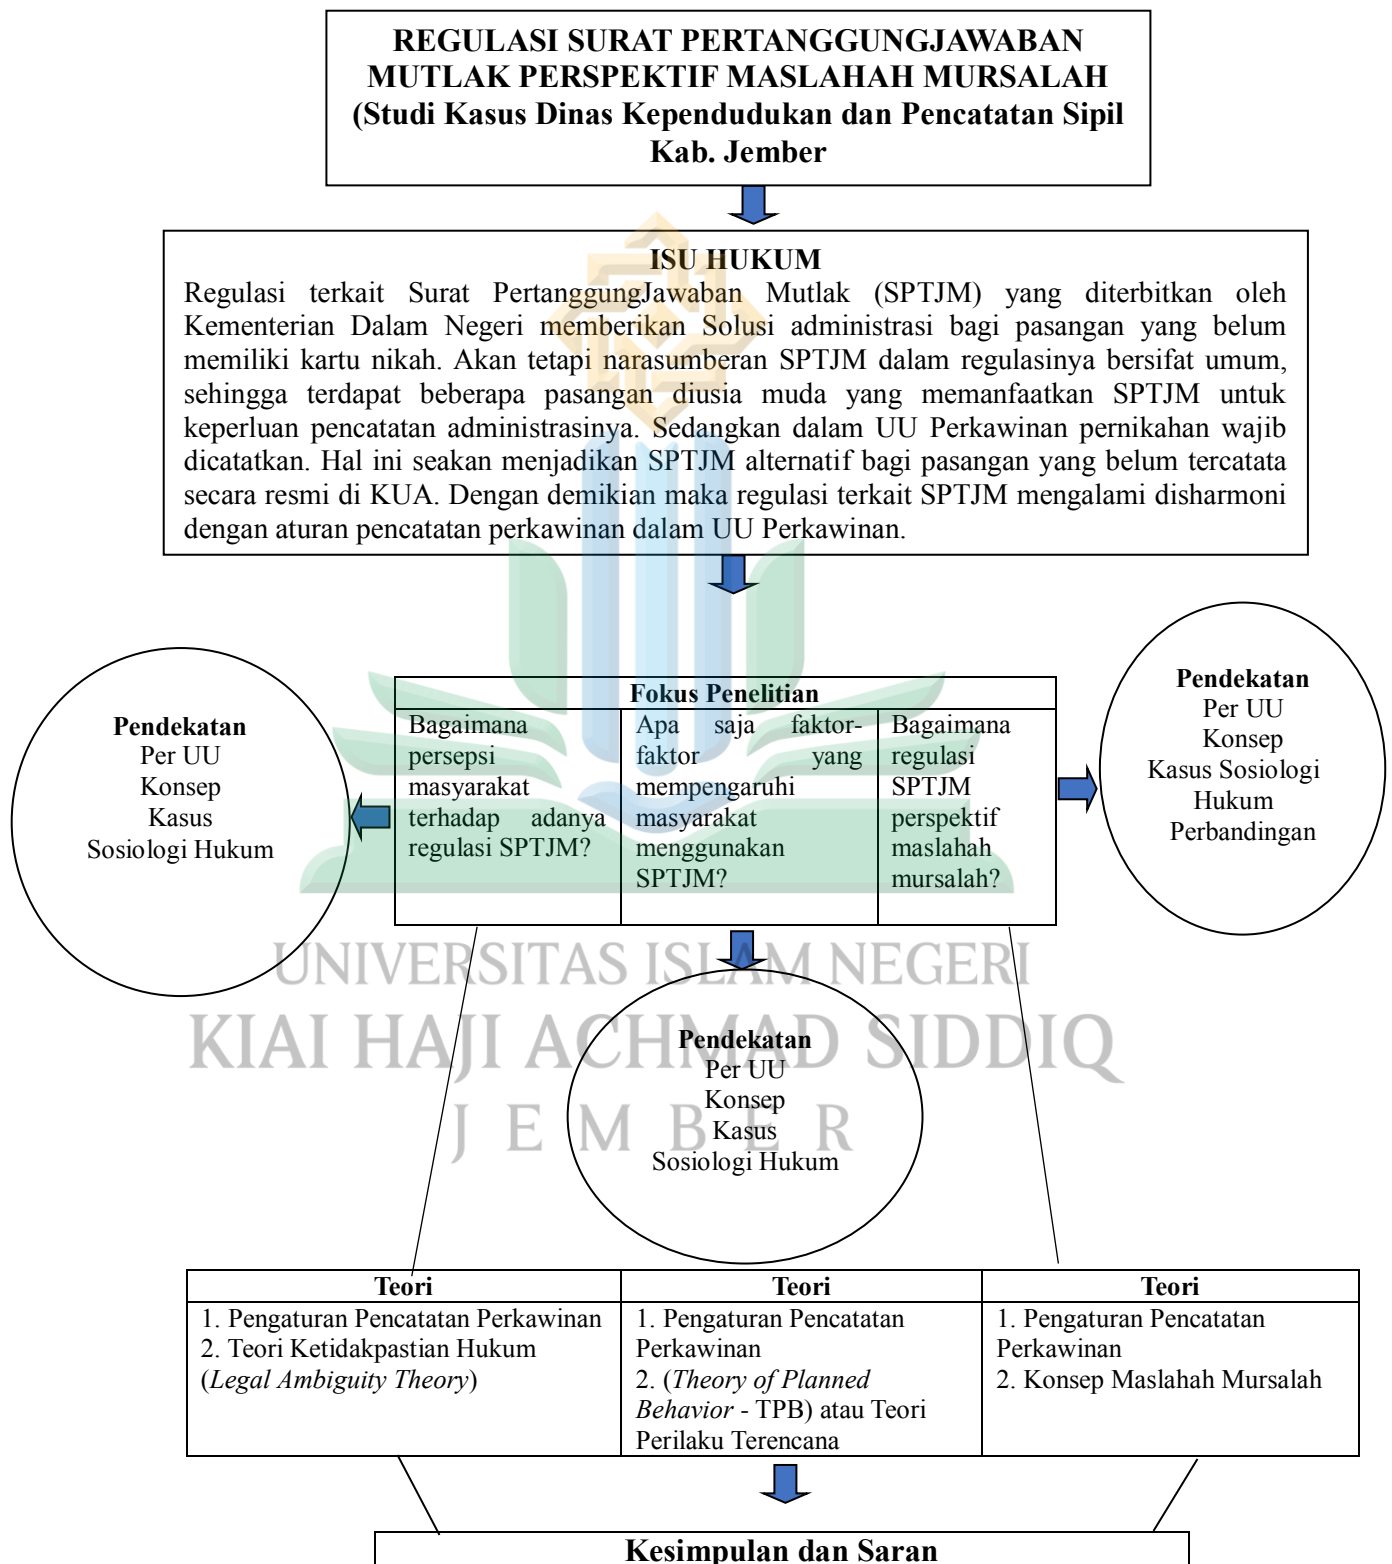 REGULASI SURAT PERTANGGUNGJAWABAN
MUTLAK PERSPEKTIF MASLAHAH MURSALAH
(Studi Kasus Dinas Kependudukan dan Pencatatan Sipil
Kab. Jember
ISU HUKUM
Regulasi terkait Surat PertanggungJawaban Mutlak (SPTJM) yang diterbitkan oleh
Kementerian Dalam Negeri memberikan Solusi administrasi bagi pasangan yang belum
memiliki kartu nikah. Akan tetapi narasumberan SPTJM dalam regulasinya bersifat umum,
sehingga terdapat beberapa pasangan diusia muda yang memanfaatkan SPTJM untuk
keperluan pencatatan administrasinya. Sedangkan dalam UU Perkawinan pernikahan wajib
dicatatkan. Hal ini seakan menjadikan SPTJM alternatif bagi pasangan yang belum tercatata
secara resmi di KUA. Dengan demikian maka regulasi terkait SPTJM mengalami disharmoni
dengan aturan pencatatan perkawinan dalam UU Perkawinan.
Pendekatan
Per UU
Konsep
Kasus
Sosiologi Hukum
Fokus Penelitian
Bagaimana
persepsi
masyarakat
terhadap adanya
regulasi SPTJM?
Apa saja faktor-
faktor yang
mempengaruhi
masyarakat
menggunakan
SPTJM?
Bagaimana
regulasi
SPTJM
perspektif
maslahah
mursalah?
Pendekatan
Per UU
Konsep
Kasus Sosiologi
Hukum
Perbandingan
UNIVERSITAS ISLAM NEGERI
KIAI HAJI ACHMAD SIDDIQ
JEMBER
Pendekatan
Per UU
Konsep
Kasus
Sosiologi Hukum
Teori
1. Pengaturan Pencatatan Perkawinan
2. Teori Ketidakpastian Hukum
(Legal Ambiguity Theory)
Teori
1. Pengaturan Pencatatan
Perkawinan
2. (Theory of Planned
Behavior - TPB) atau Teori
Perilaku Terencana
Teori
1. Pengaturan Pencatatan
Perkawinan
2. Konsep Maslahah Mursalah
Kesimpulan dan Saran